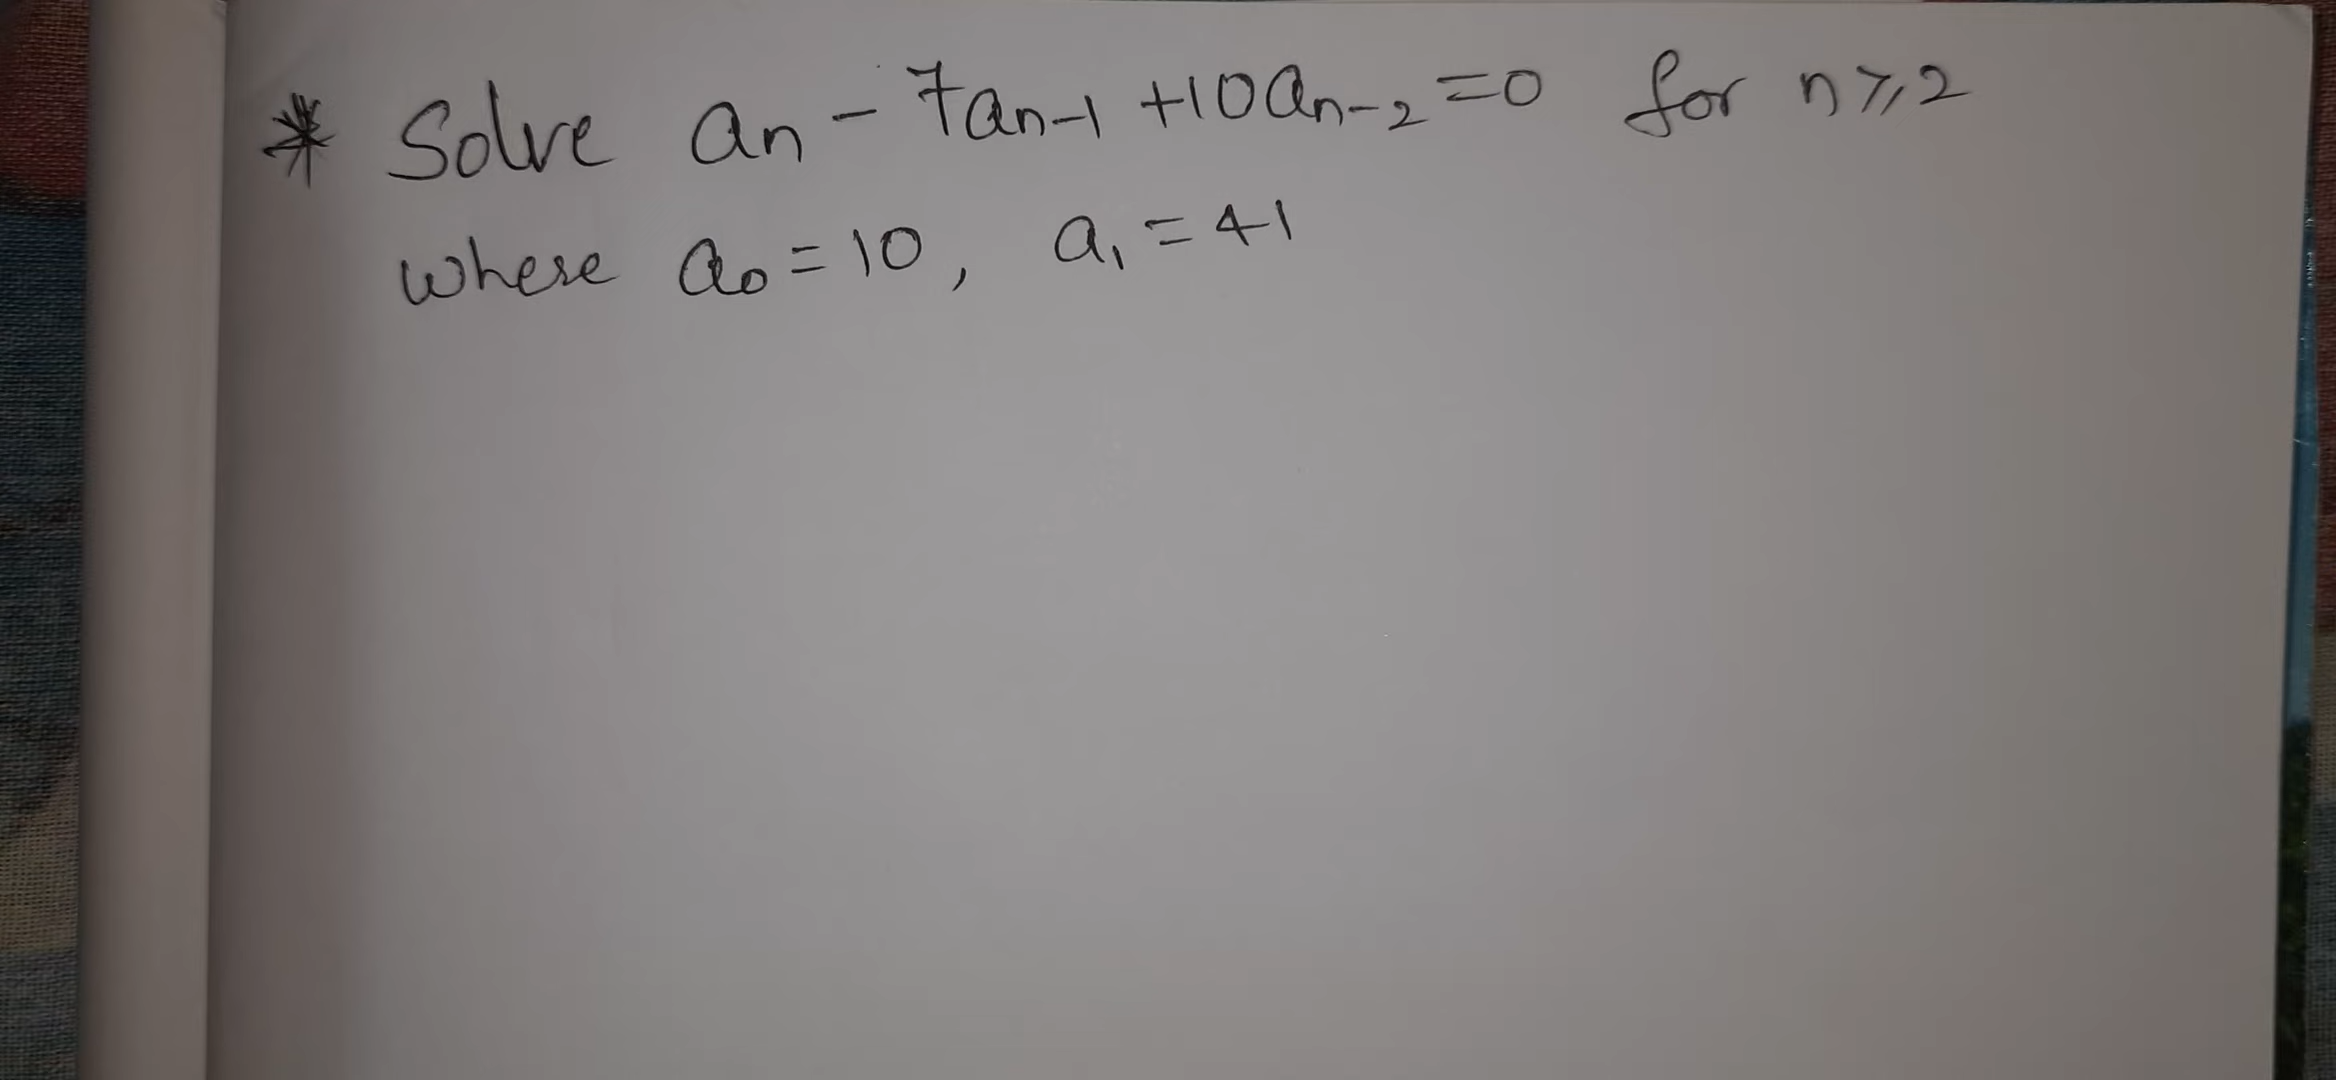 * Solve aₙ - 7aₙ₋₁ + 10aₙ₋₂ = 0 for n ⩾ 2
where a₀ = 10, a₁ = 41